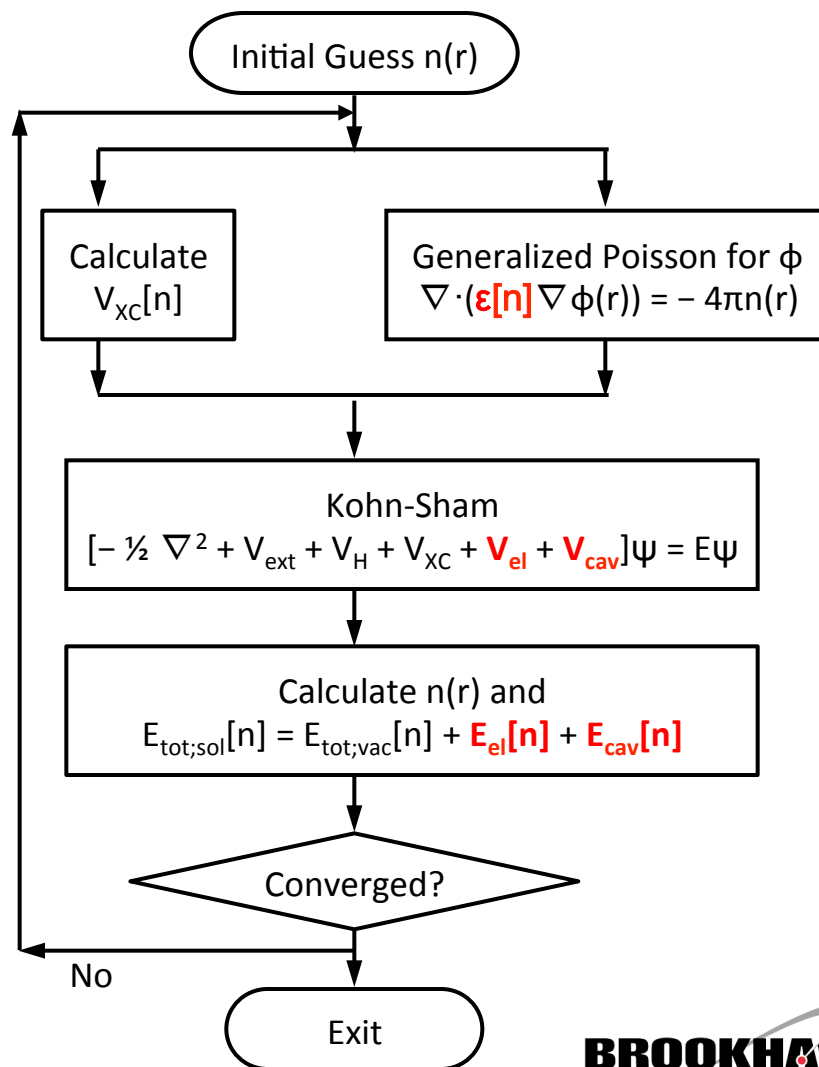 Initial Guess n(r)
Calculate
V_XC[n]
Generalized Poisson for ϕ
∇ ·(ε[n] ∇ ϕ(r)) = – 4πn(r)
Kohn-Sham
[– ½ ∇² + V_ext + V_H + V_XC + V_el + V_cav]ψ = Eψ
Calculate n(r) and
E_tot;sol[n] = E_tot;vac[n] + E_el[n] + E_cav[n]
Converged?
No
Exit